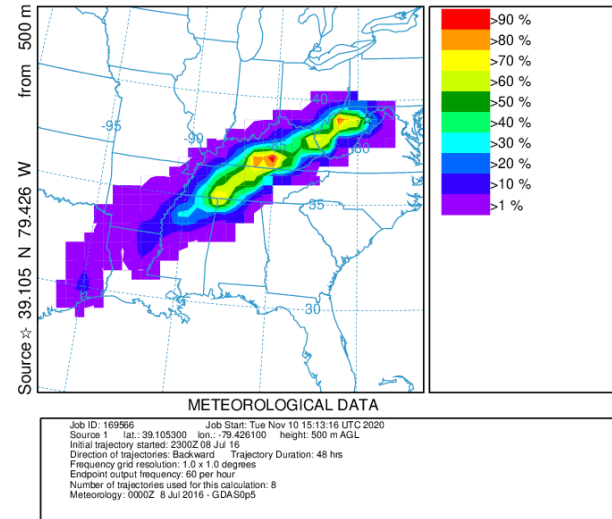 Source ☆ 39.105 N 79.426 W from 500 m
>90 %
>80 %
>70 %
>60 %
>50 %
>40 %
>30 %
>20 %
>10 %
>1 %
-95
-90
40
-85
-80
35
30
METEOROLOGICAL DATA
Job ID: 169566 Job Start: Tue Nov 10 15:13:16 UTC 2020
Source 1 lat.: 39.105300 lon.: -79.426100 height: 500 m AGL
Initial trajectory started: 2300Z 08 Jul 16
Direction of trajectories: Backward Trajectory Duration: 48 hrs
Frequency grid resolution: 1.0 x 1.0 degrees
Endpoint output frequency: 60 per hour
Number of trajectories used for this calculation: 8
Meteorology: 0000Z 8 Jul 2016 - GDAS0p5